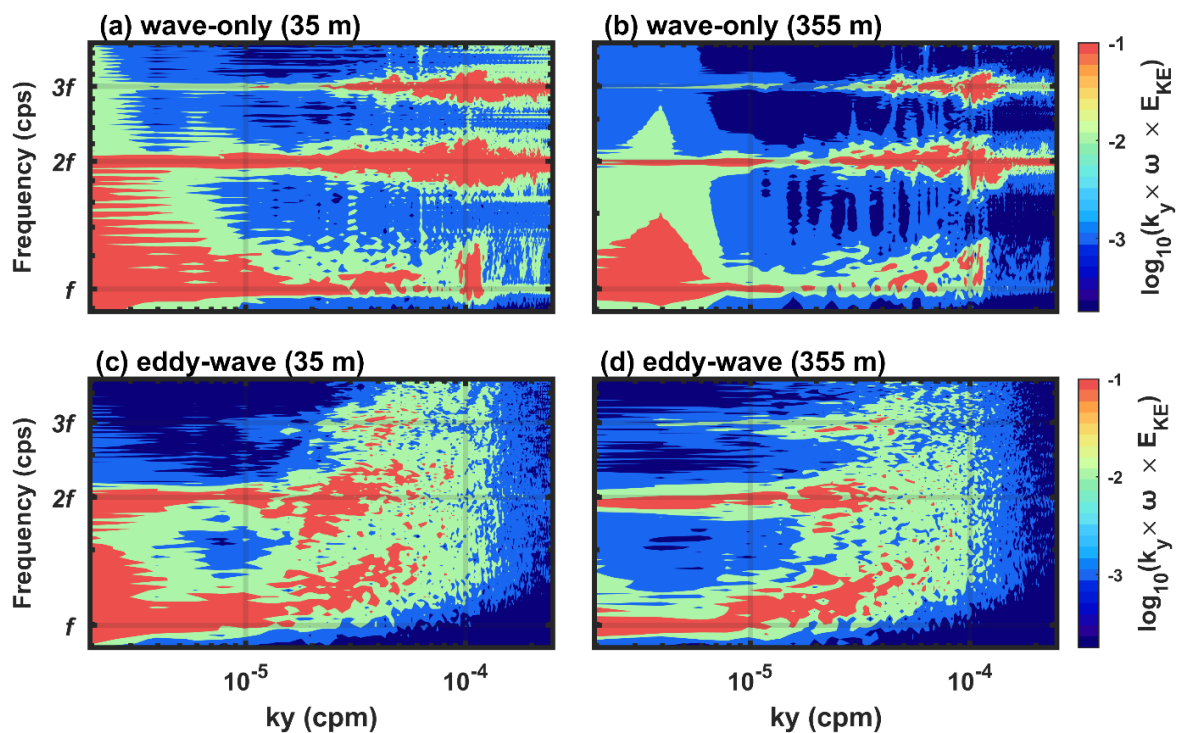 (a) wave-only (35 m)
(b) wave-only (355 m)
Frequency (cps)
3f
2f
f
-1
-2
-3
log10(ky × ω × EKE)
(c) eddy-wave (35 m)
(d) eddy-wave (355 m)
Frequency (cps)
3f
2f
f
-1
-2
-3
log10(ky × ω × EKE)
10-5
10-4
10-5
10-4
ky (cpm)
ky (cpm)